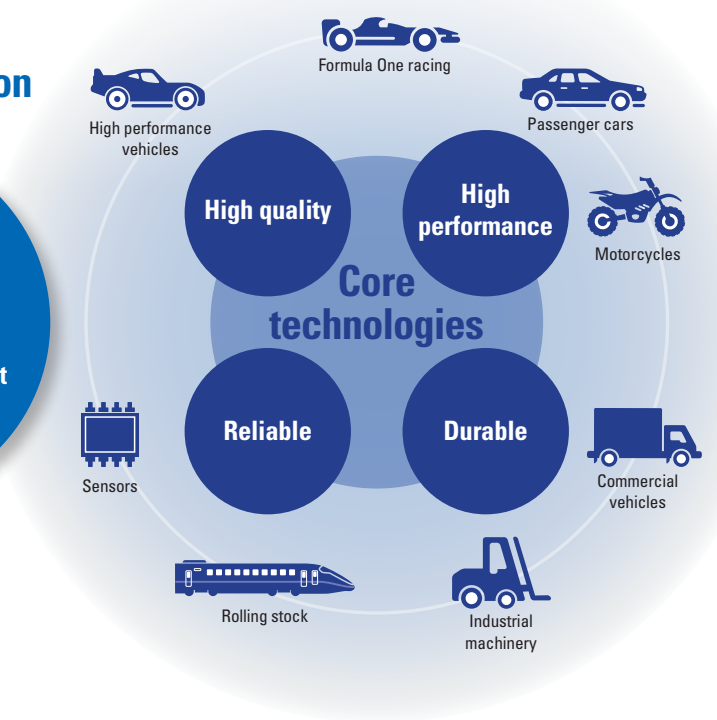 on
Formula One racing
High performance
vehicles
Passenger cars
High quality
High
performance
Motorcycles
Core
technologies
t
Reliable
Durable
Sensors
Commercial
vehicles
Rolling stock
Industrial
machinery